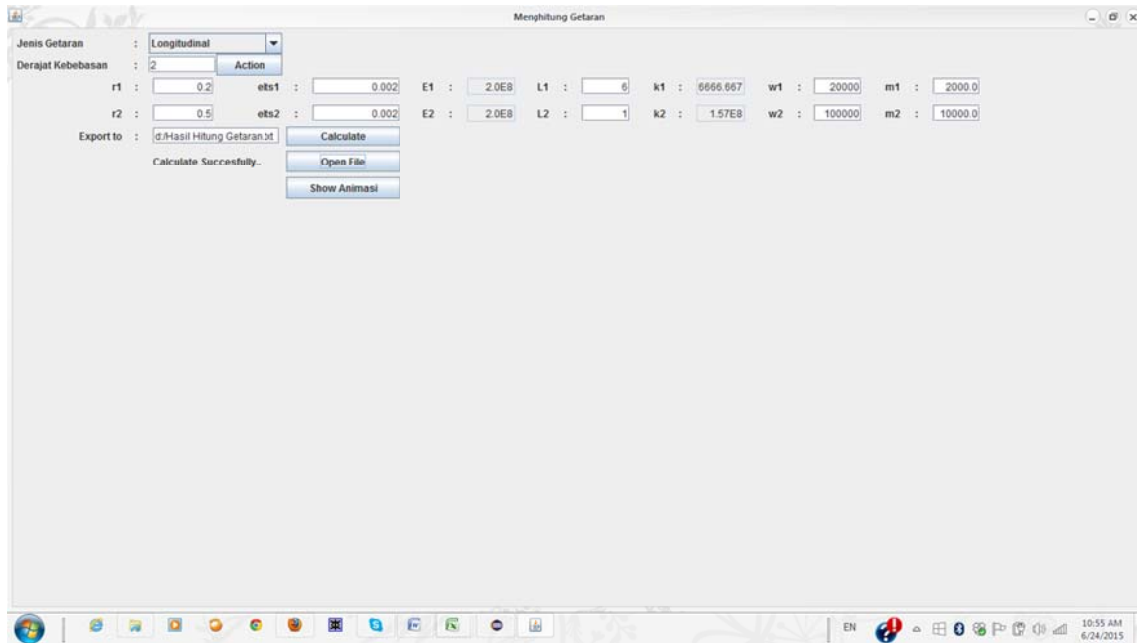 Menghitung Getaran
Jenis Getaran : Longitudinal
Derajat Kebebasan : 2 Action
r1 : 0.2 ets1 : 0.002 E1 : 2.0E8 L1 : 6 k1 : 6666.667 w1 : 20000 m1 : 2000.0
r2 : 0.5 ets2 : 0.002 E2 : 2.0E8 L2 : 1 k2 : 1.57E8 w2 : 100000 m2 : 10000.0
Export to : d:/Hasil Hitung Getaran.txt Calculate
Calculate Succesfully.. Open File
Show Animasi
EN 10:55 AM
6/24/2015